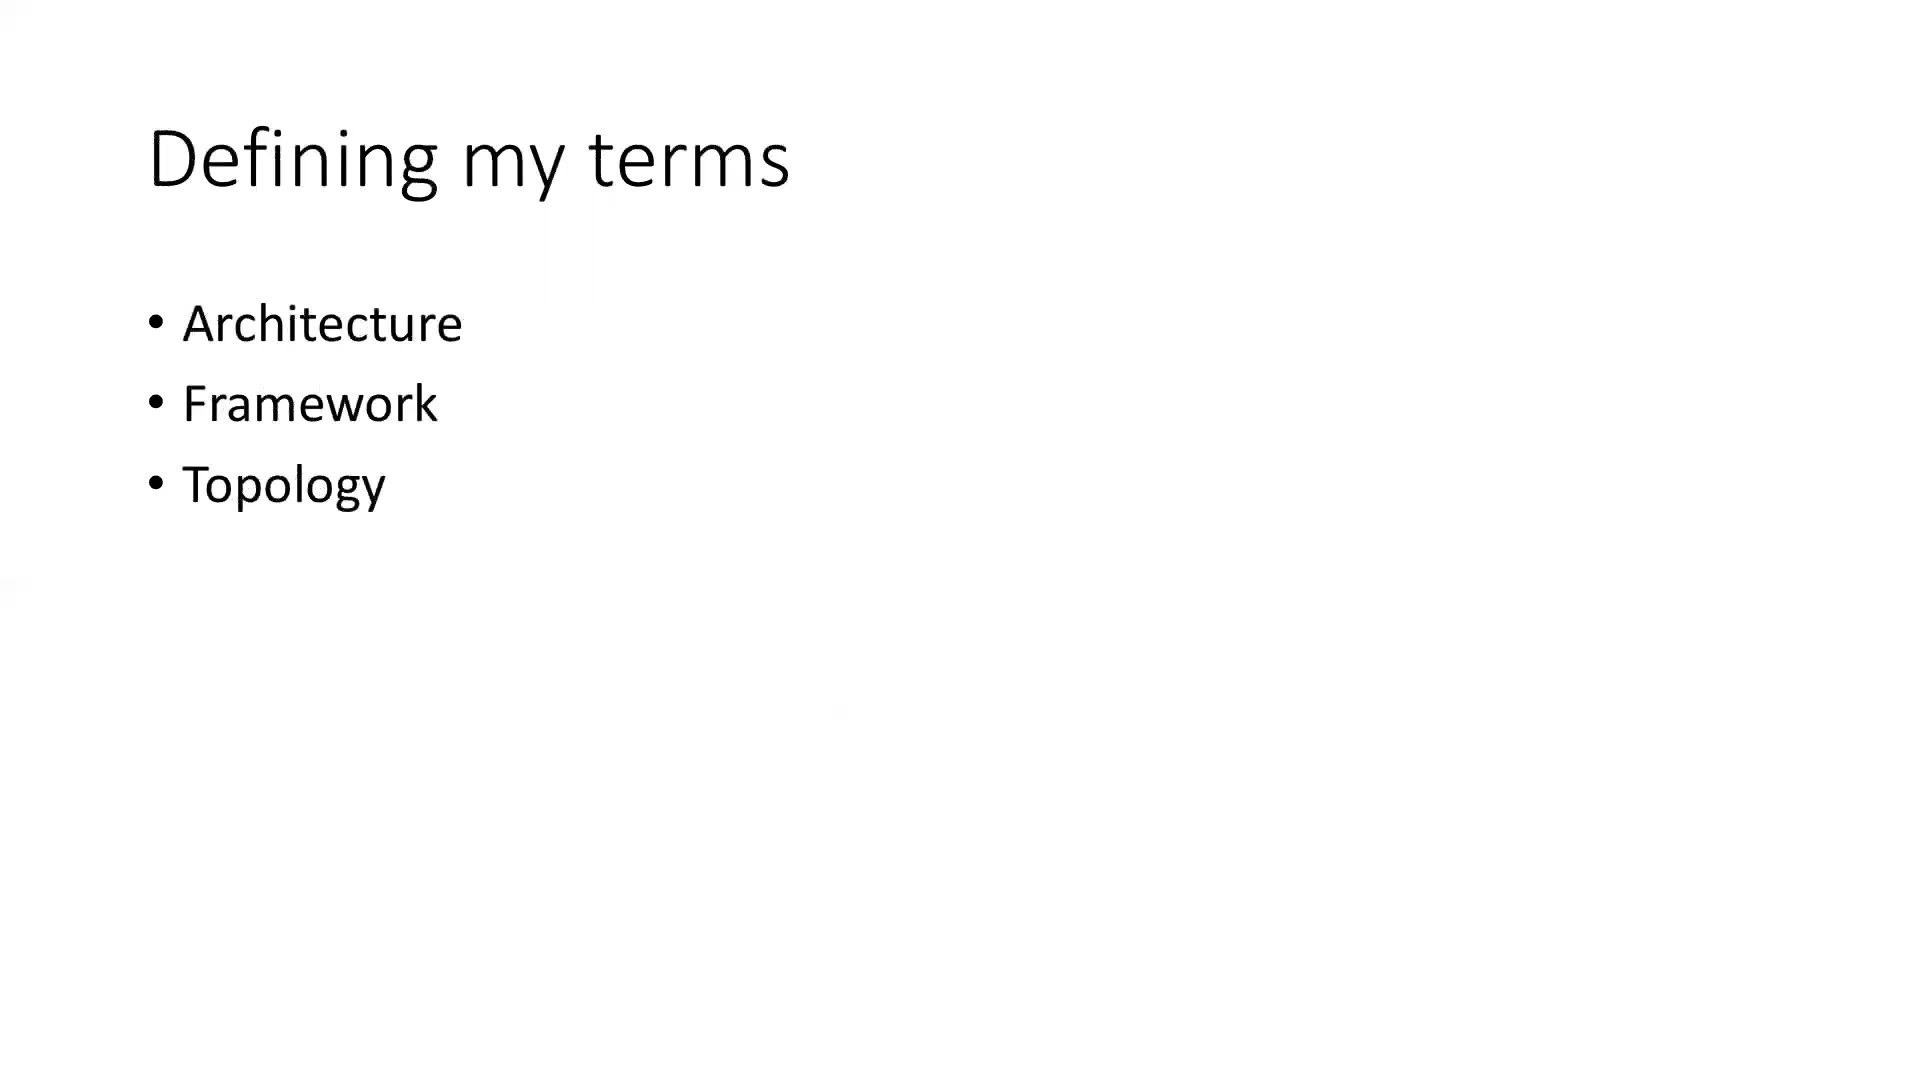 Defining my terms
• Architecture
• Framework
• Topology